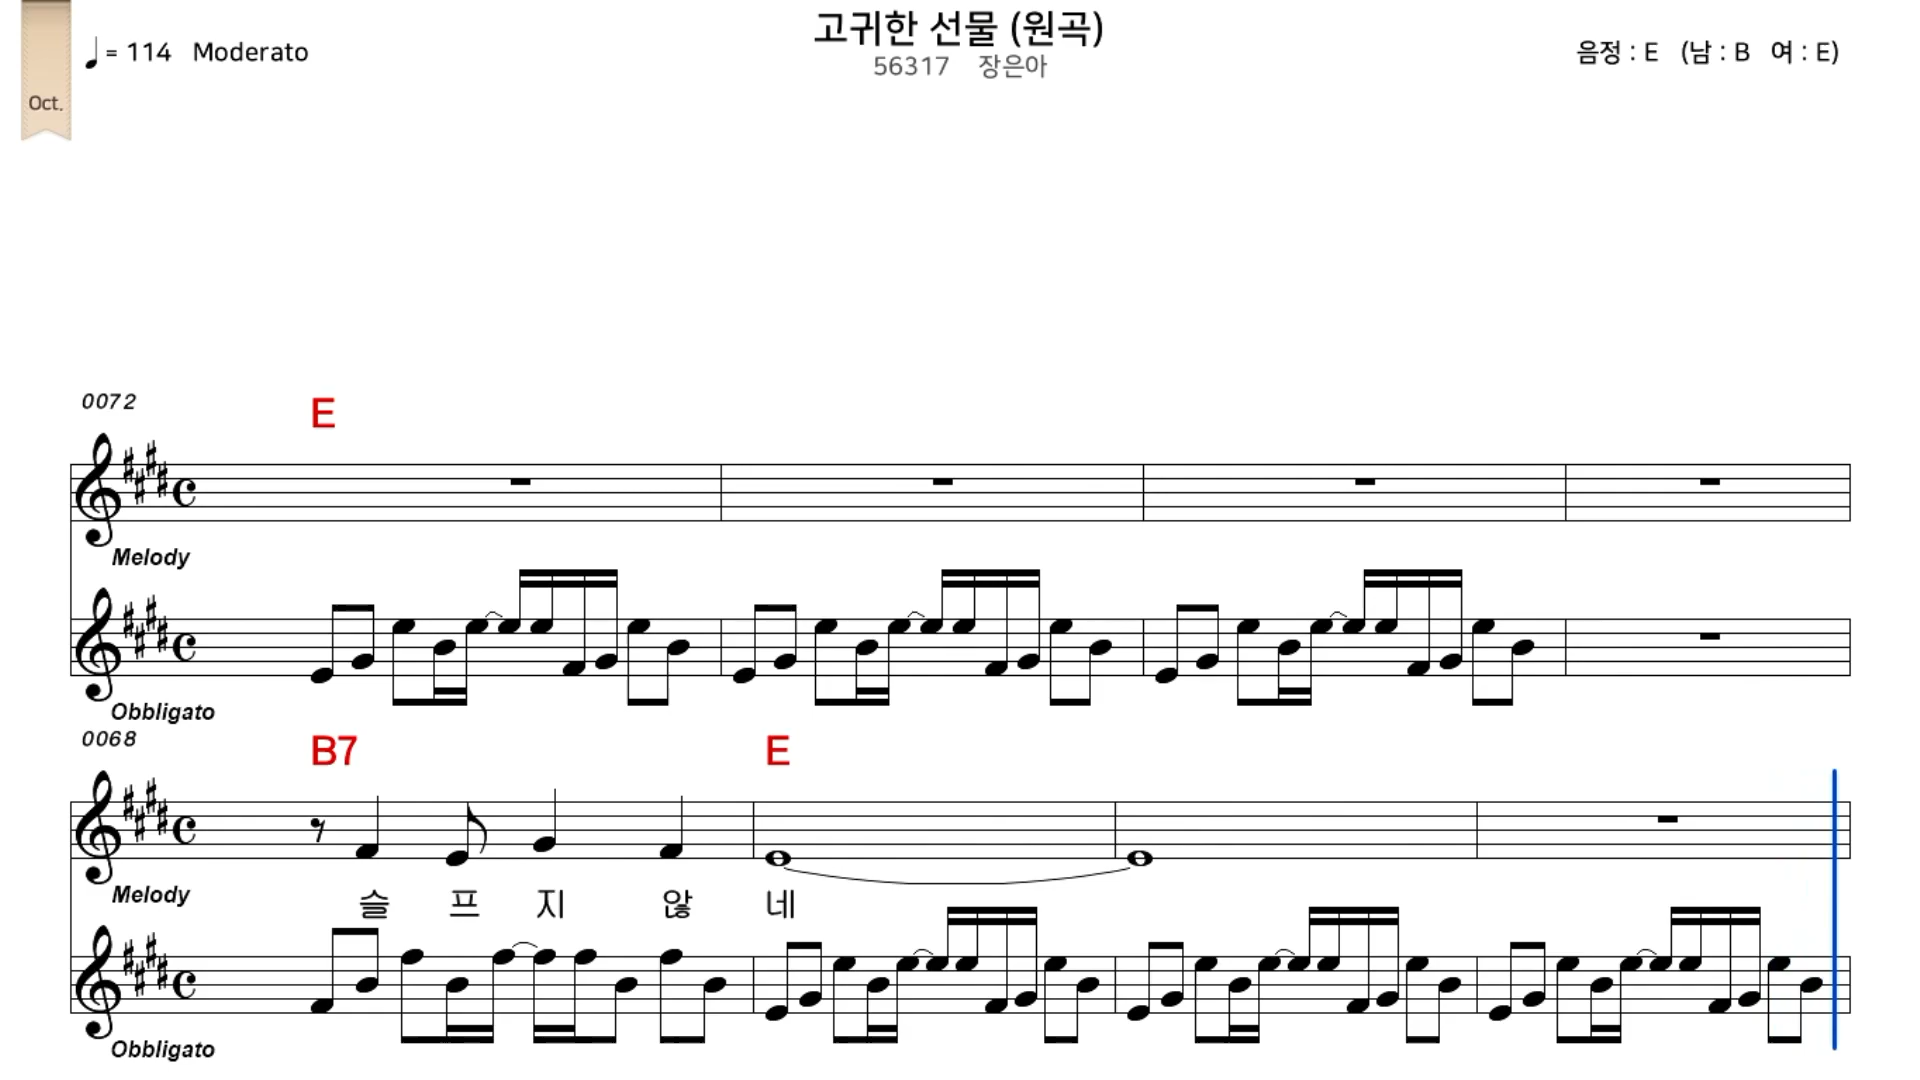 고귀한 선물 (원곡)
♩= 114 Moderato
56317 장은아
음정 : E (남 : B 여 : E)
Oct.
0072
E
Melody
Obbligato
0068
B7 E
Melody
슬 프 지 않 네
Obbligato